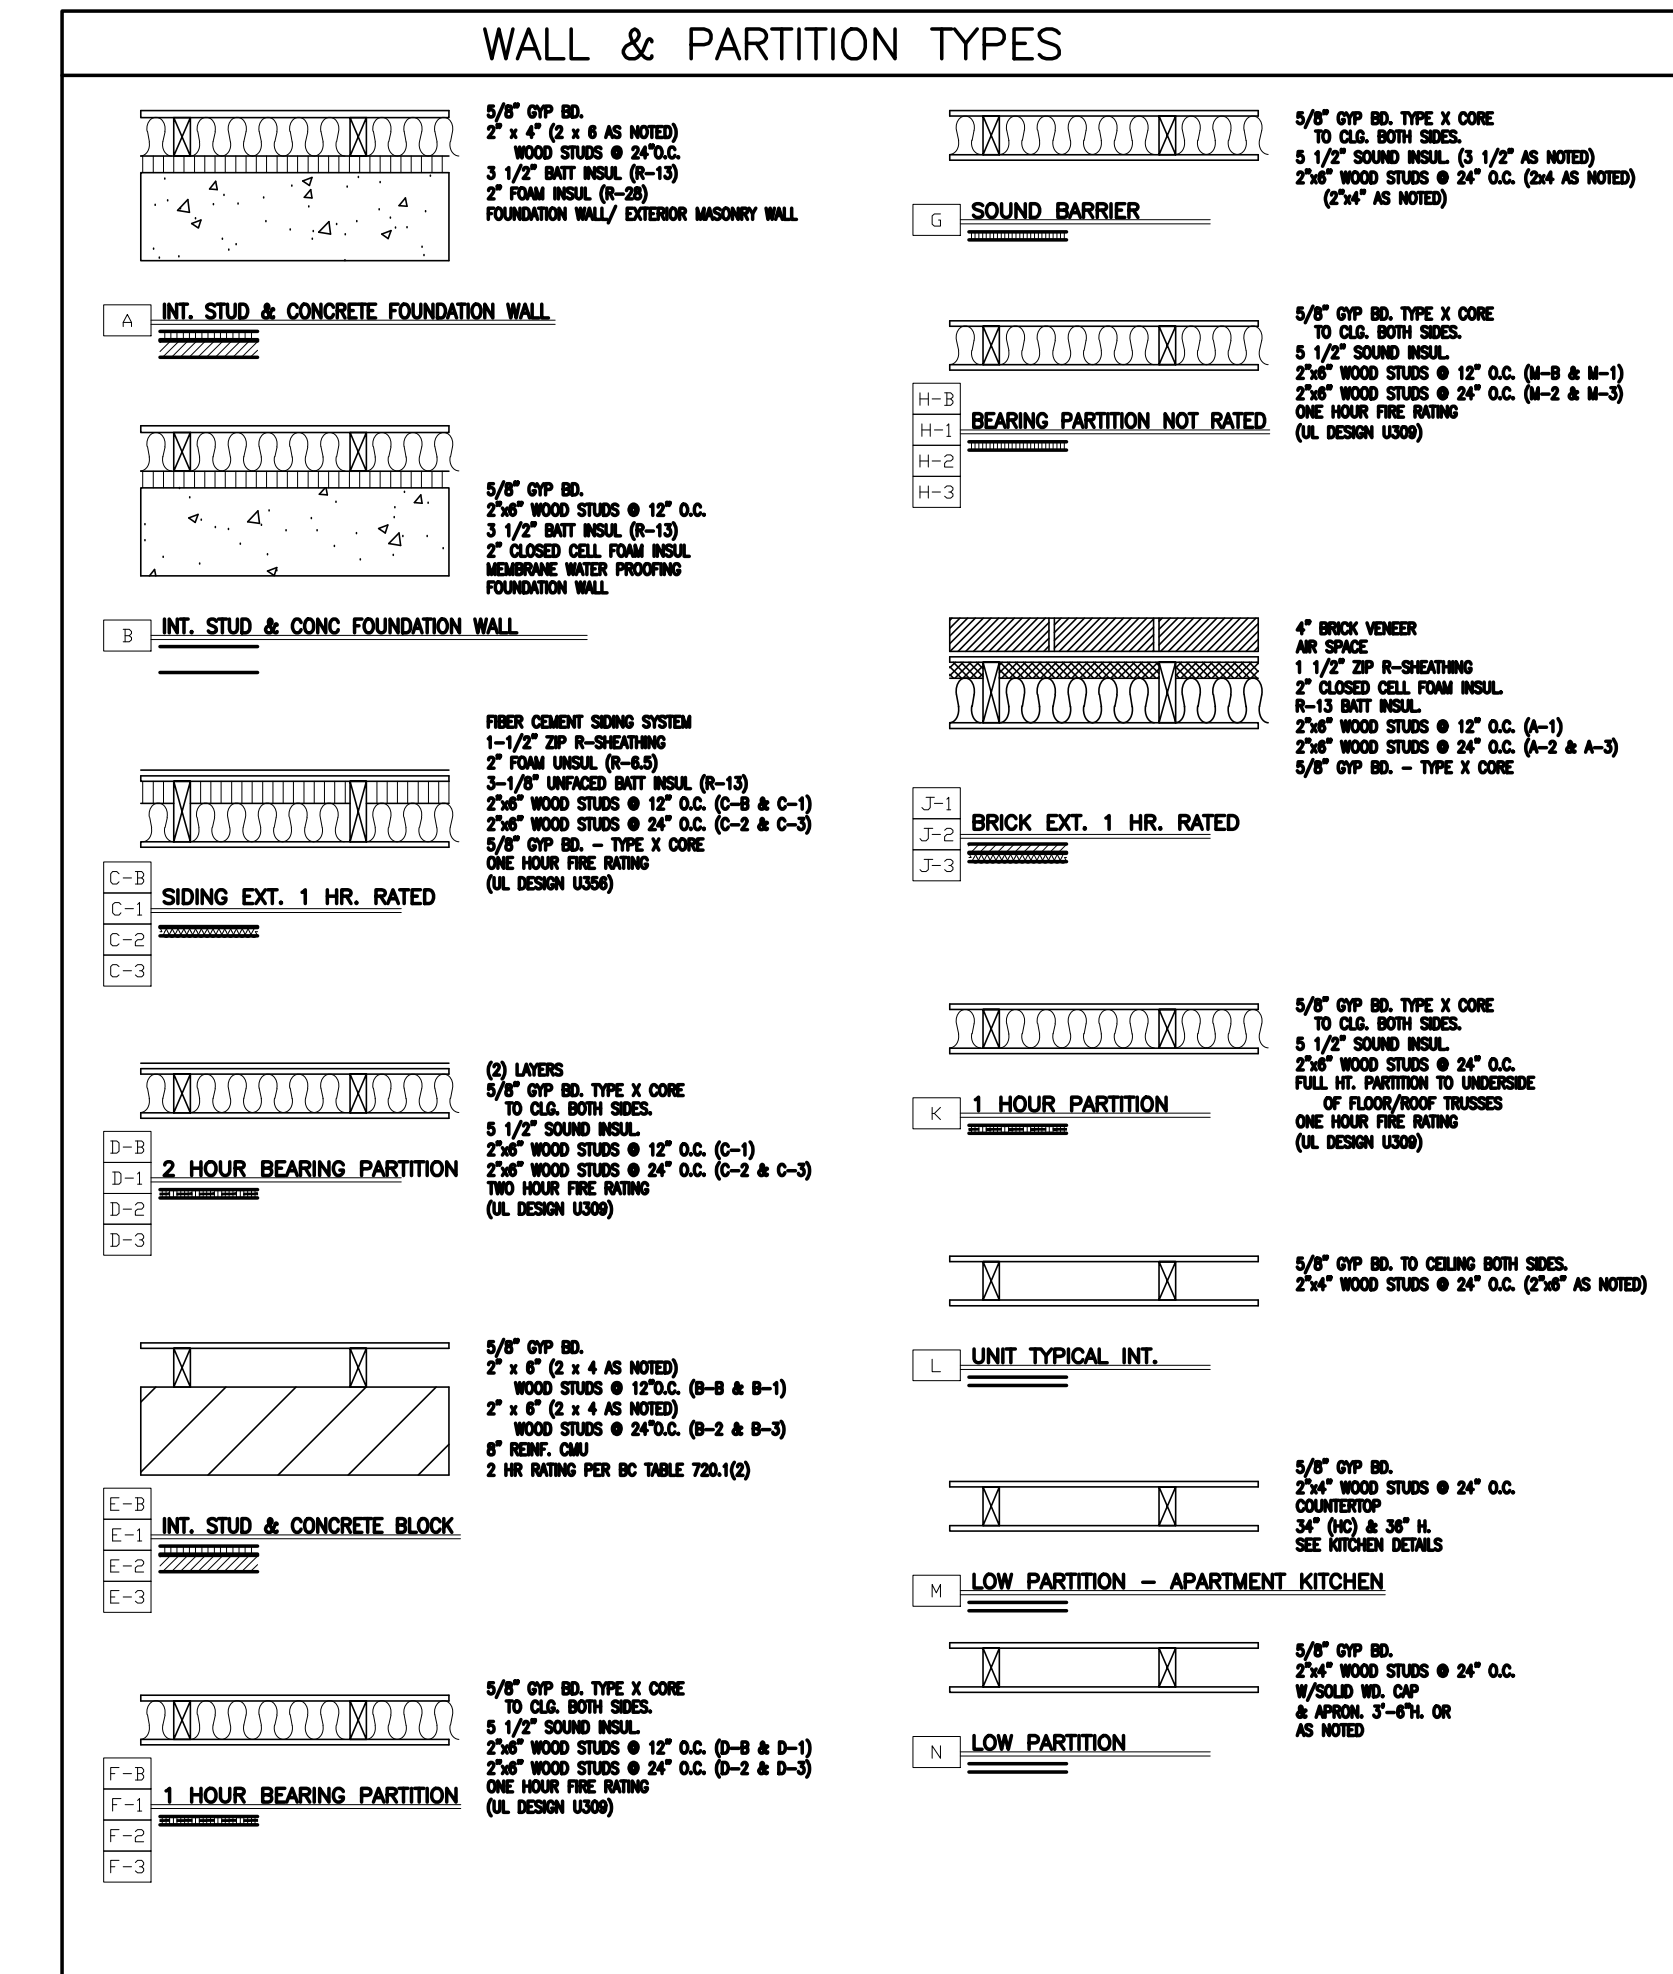 WALL & PARTITION TYPES
5/8" GYP BD.
2" x 4" (2 x 6 AS NOTED)
WOOD STUDS @ 24"O.C.
3 1/2" BATT INSUL (R-13)
2" FOAM INSUL (R-28)
FOUNDATION WALL/ EXTERIOR MASONRY WALL
A
INT. STUD & CONCRETE FOUNDATION WALL
5/8" GYP BD.
2"x6" WOOD STUDS @ 12" O.C.
3 1/2" BATT INSUL (R-13)
2" CLOSED CELL FOAM INSUL
MEMBRANE WATER PROOFING
FOUNDATION WALL
B
INT. STUD & CONC FOUNDATION WALL
FIBER CEMENT SIDING SYSTEM
1-1/2" ZIP R-SHEATHING
2" FOAM UNSUL (R-6.5)
3-1/8" UNFACED BATT INSUL (R-13)
2"x6" WOOD STUDS @ 12" O.C. (C-B & C-1)
2"x6" WOOD STUDS @ 24" O.C. (C-2 & C-3)
5/8" GYP BD. - TYPE X CORE
ONE HOUR FIRE RATING
(UL DESIGN U356)
C-B
C-1
C-2
C-3
SIDING EXT. 1 HR. RATED
(2) LAYERS
5/8" GYP BD. TYPE X CORE
TO CLG. BOTH SIDES.
5 1/2" SOUND INSUL.
2"x6" WOOD STUDS @ 12" O.C. (C-1)
2"x6" WOOD STUDS @ 24" O.C. (C-2 & C-3)
TWO HOUR FIRE RATING
(UL DESIGN U309)
D-B
D-1
D-2
D-3
2 HOUR BEARING PARTITION
5/8" GYP BD.
2" x 6" (2 x 4 AS NOTED)
WOOD STUDS @ 12"O.C. (B-B & B-1)
2" x 6" (2 x 4 AS NOTED)
WOOD STUDS @ 24"O.C. (B-2 & B-3)
8" REINF. CMU
2 HR RATING PER BC TABLE 720.1(2)
E-B
E-1
E-2
E-3
INT. STUD & CONCRETE BLOCK
5/8" GYP BD. TYPE X CORE
TO CLG. BOTH SIDES.
5 1/2" SOUND INSUL.
2"x6" WOOD STUDS @ 12" O.C. (D-B & D-1)
2"x6" WOOD STUDS @ 24" O.C. (D-2 & D-3)
ONE HOUR FIRE RATING
(UL DESIGN U309)
F-B
F-1
F-2
F-3
1 HOUR BEARING PARTITION
5/8" GYP BD. TYPE X CORE
TO CLG. BOTH SIDES.
5 1/2" SOUND INSUL. (3 1/2" AS NOTED)
2"x6" WOOD STUDS @ 24" O.C. (2x4 AS NOTED)
(2"x4" AS NOTED)
G
SOUND BARRIER
5/8" GYP BD. TYPE X CORE
TO CLG. BOTH SIDES.
5 1/2" SOUND INSUL.
2"x6" WOOD STUDS @ 12" O.C. (M-B & M-1)
2"x6" WOOD STUDS @ 24" O.C. (M-2 & M-3)
ONE HOUR FIRE RATING
(UL DESIGN U309)
H-B
H-1
H-2
H-3
BEARING PARTITION NOT RATED
4" BRICK VENEER
AIR SPACE
1 1/2" ZIP R-SHEATHING
2" CLOSED CELL FOAM INSUL.
R-13 BATT INSUL.
2"x6" WOOD STUDS @ 12" O.C. (A-1)
2"x6" WOOD STUDS @ 24" O.C. (A-2 & A-3)
5/8" GYP BD. - TYPE X CORE
J-1
J-2
J-3
BRICK EXT. 1 HR. RATED
5/8" GYP BD. TYPE X CORE
TO CLG. BOTH SIDES.
5 1/2" SOUND INSUL.
2"x6" WOOD STUDS @ 24" O.C.
FULL HT. PARTITION TO UNDERSIDE
OF FLOOR/ROOF TRUSSES
ONE HOUR FIRE RATING
(UL DESIGN U309)
K
1 HOUR PARTITION
5/8" GYP BD. TO CEILING BOTH SIDES.
2"x4" WOOD STUDS @ 24" O.C. (2"x6" AS NOTED)
L
UNIT TYPICAL INT.
5/8" GYP BD.
2"x4" WOOD STUDS @ 24" O.C.
COUNTERTOP
34" (HC) & 36" H.
SEE KITCHEN DETAILS
M
LOW PARTITION - APARTMENT KITCHEN
5/8" GYP BD.
2"x4" WOOD STUDS @ 24" O.C.
W/SOLID WD. CAP
& APRON. 3'-6"H. OR
AS NOTED
N
LOW PARTITION